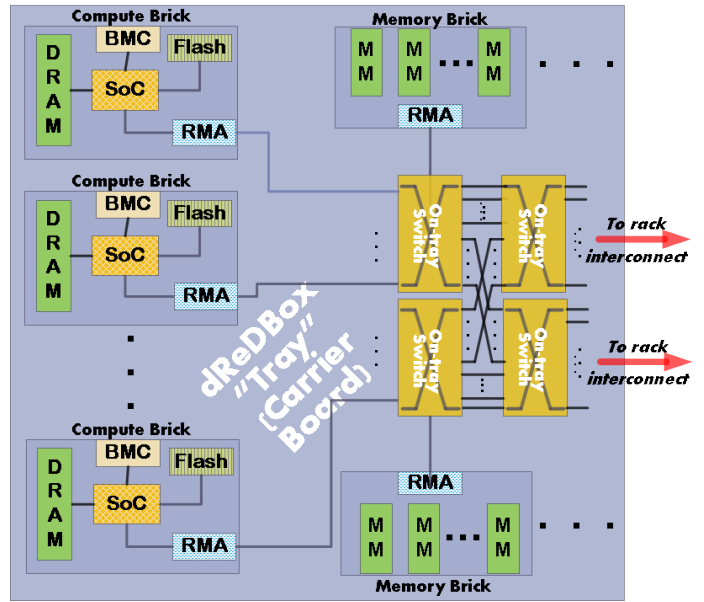 Compute Brick
DRAM
BMC
Flash
SoC
RMA
Memory Brick
MM
MM
...
MM
. . .
RMA
Compute Brick
DRAM
BMC
Flash
SoC
RMA
On-tray
Switch
On-tray
Switch
To rack
interconnect
On-tray
Switch
On-tray
Switch
To rack
interconnect
dReDBox
"Tray"
(Carrier
Board)
Compute Brick
DRAM
BMC
Flash
SoC
RMA
RMA
MM
MM
...
MM
. . .
Memory Brick